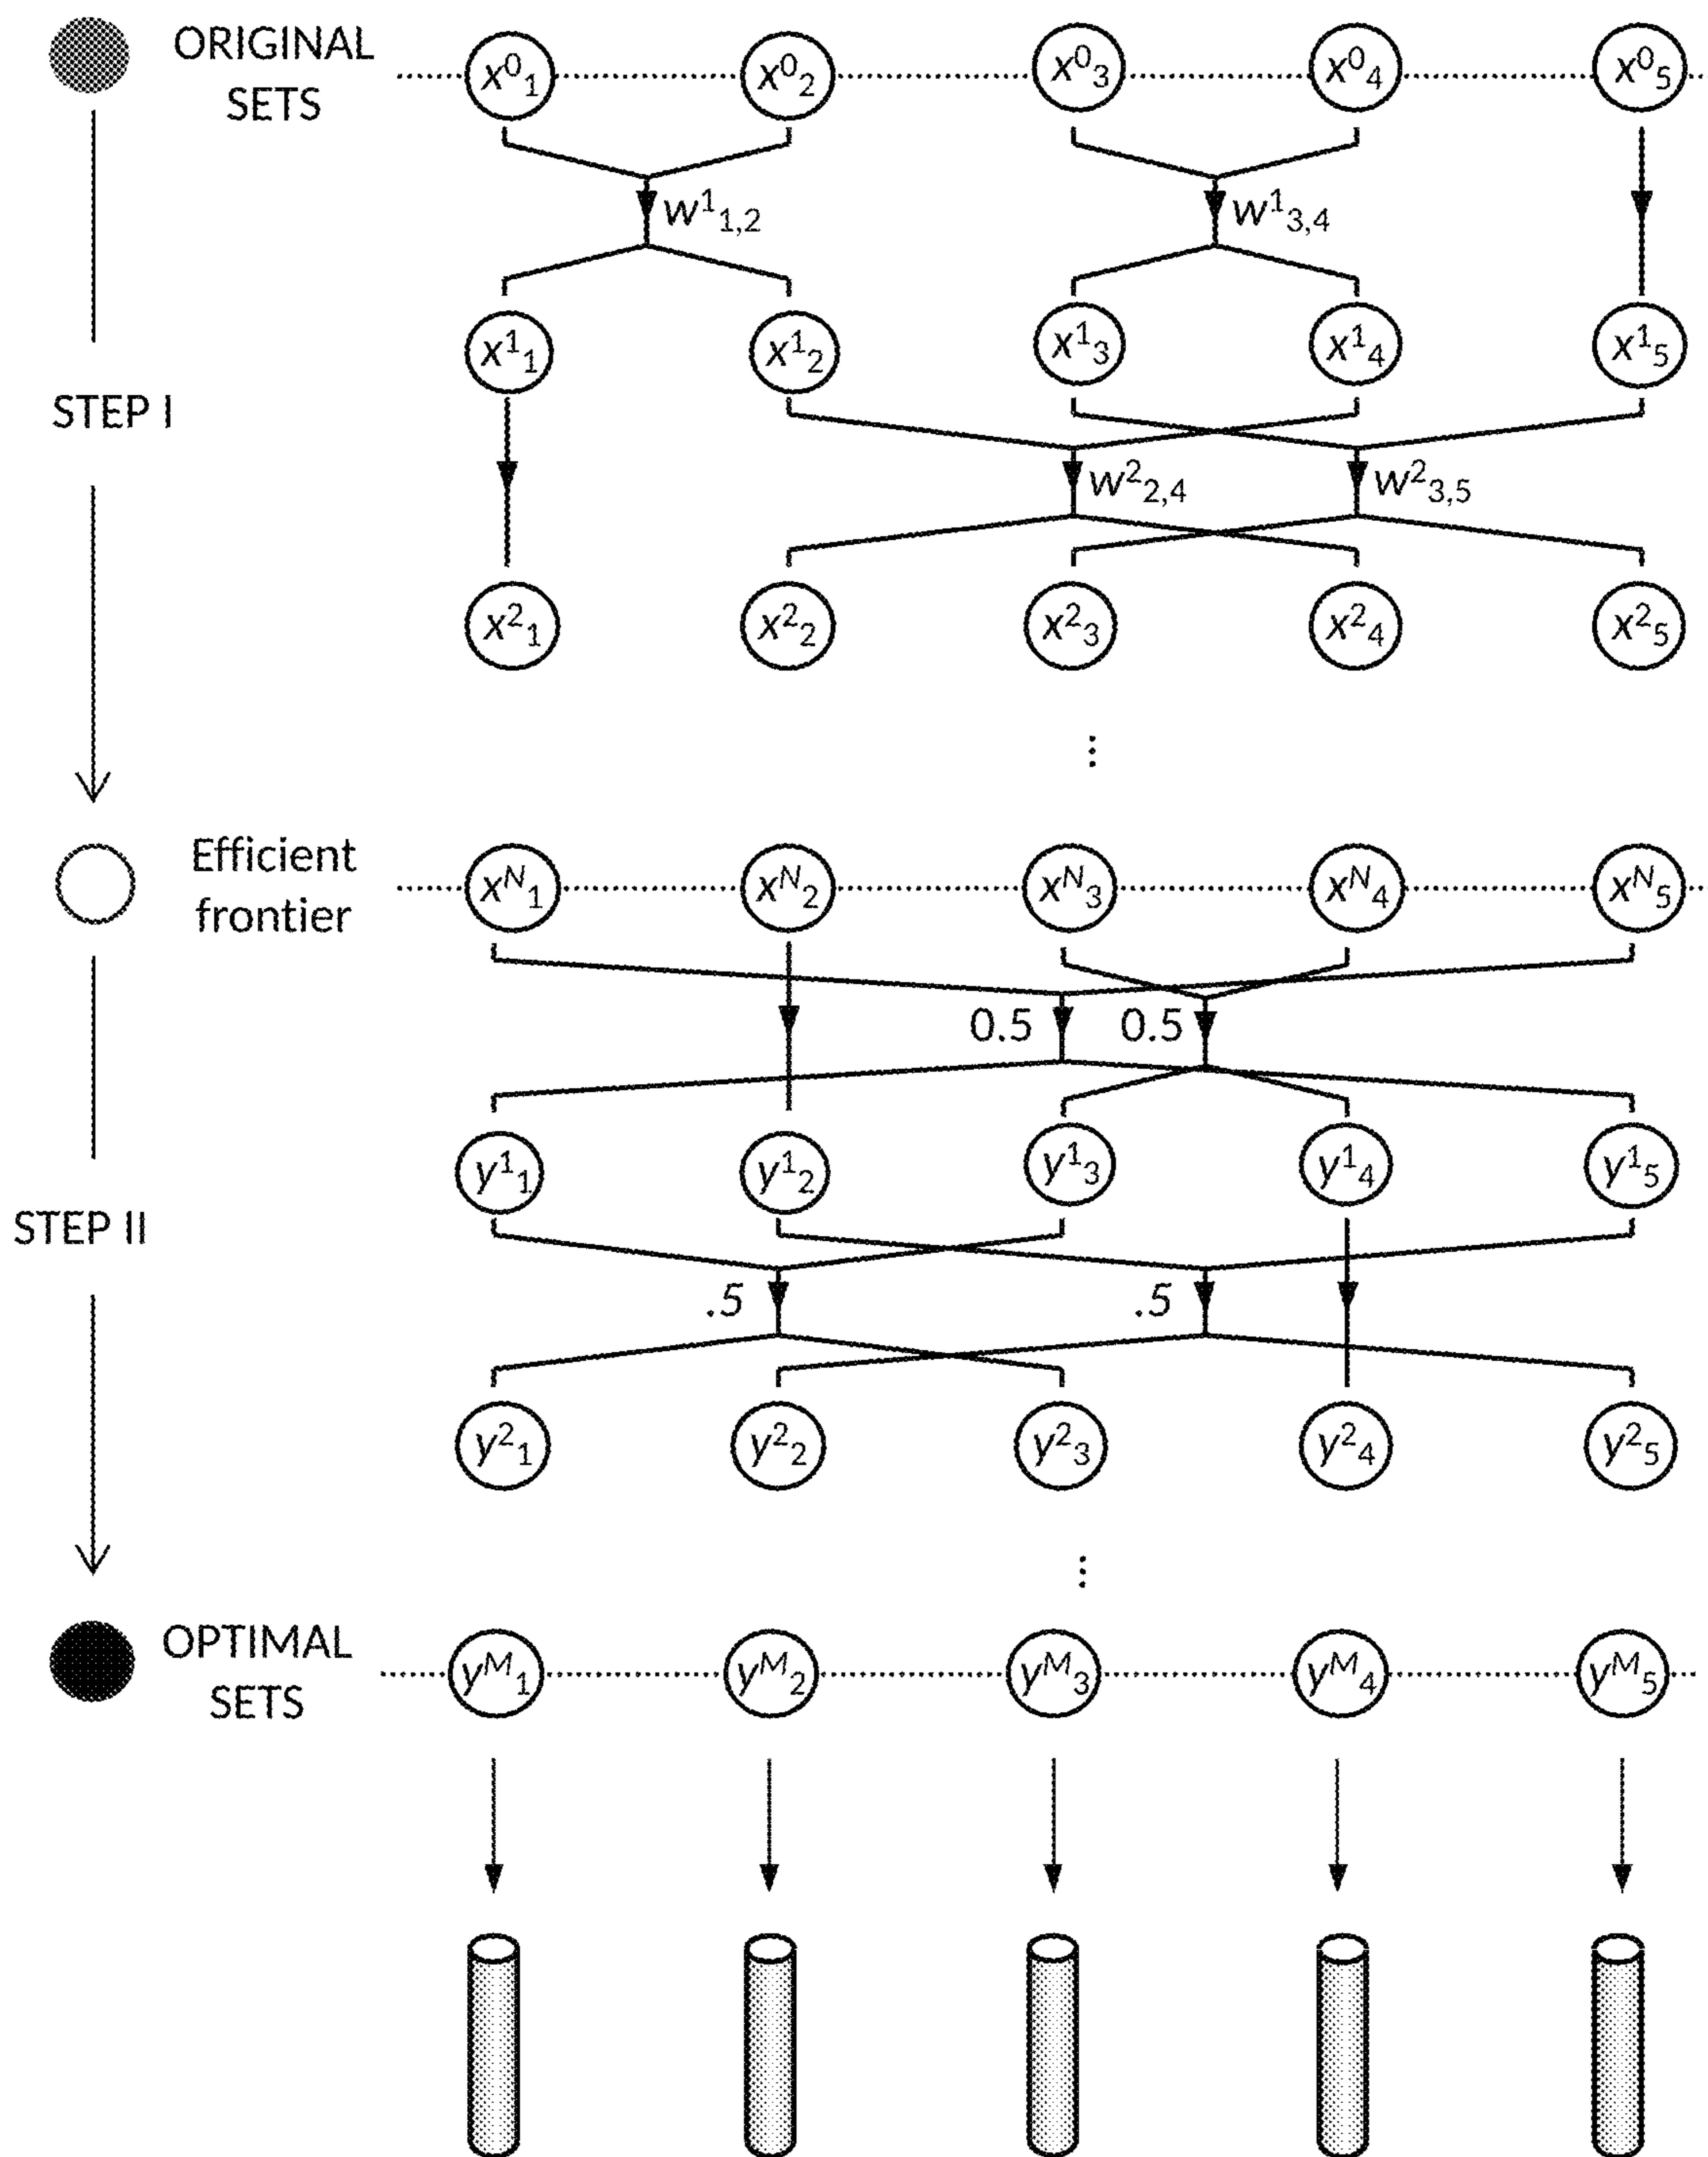 ORIGINAL
SETS
x⁰₁ x⁰₂ x⁰₃ x⁰₄ x⁰₅
w¹₁,₂ w¹₃,₄
x¹₁ x¹₂ x¹₃ x¹₄ x¹₅
STEP I
w²₂,₄ w²₃,₅
x²₁ x²₂ x²₃ x²₄ x²₅
⋮
Efficient
frontier
xᴺ₁ xᴺ₂ xᴺ₃ xᴺ₄ xᴺ₅
0.5 0.5
y¹₁ y¹₂ y¹₃ y¹₄ y¹₅
STEP II
.5 .5
y²₁ y²₂ y²₃ y²₄ y²₅
⋮
OPTIMAL
SETS
yᴹ₁ yᴹ₂ yᴹ₃ yᴹ₄ yᴹ₅